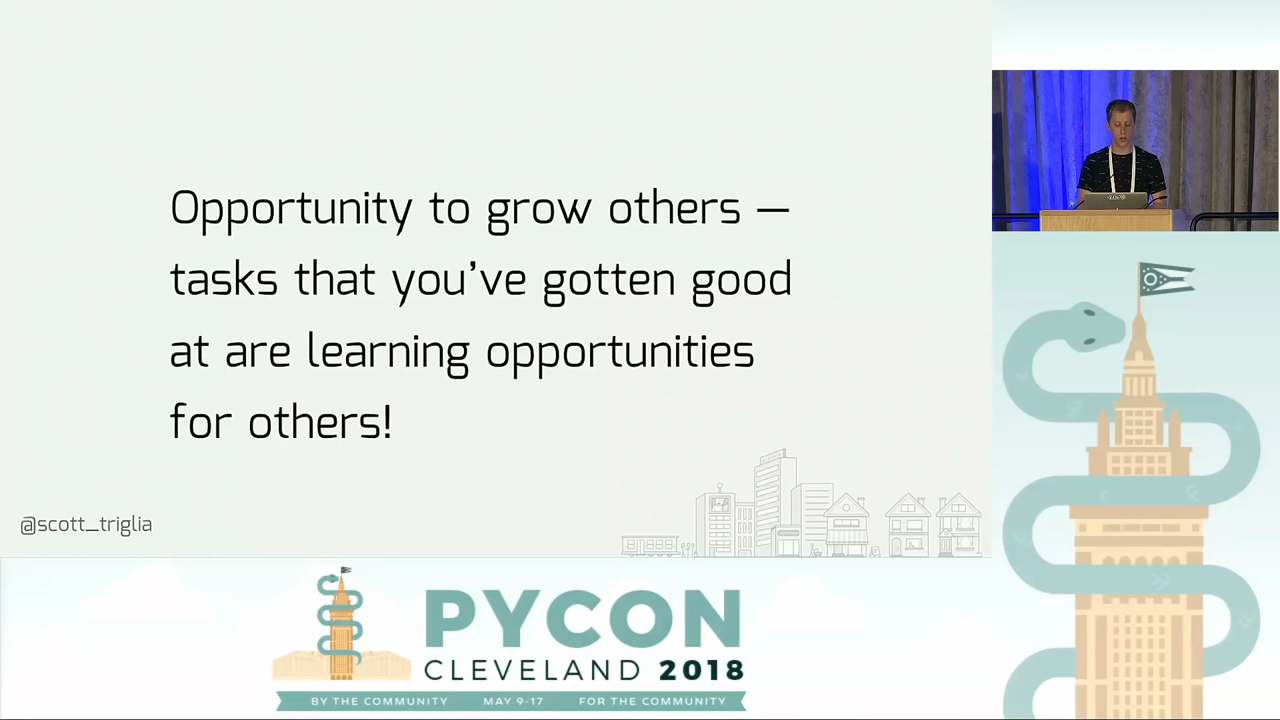 Opportunity to grow others —
tasks that you’ve gotten good
at are learning opportunities
for others!
@scott_triglia
PYCON
CLEVELAND 2018
BY THE COMMUNITY MAY 9-17 FOR THE COMMUNITY